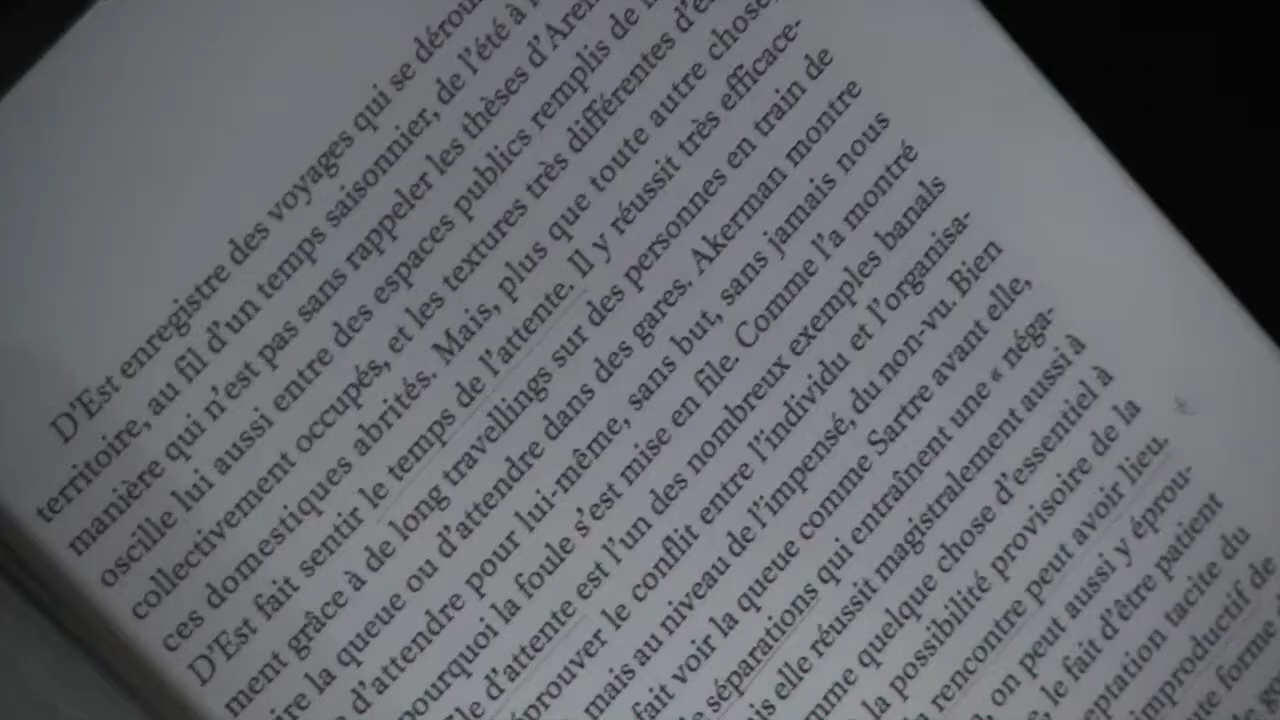 D'Est enregistre des voyages qui se dérou
territoire, au fil d'un temps saisonnier, de l'été à
manière qui n'est pas sans rappeler les thèses d'Aren
oscille lui aussi entre des espaces publics remplis de
collectivement occupés, et les textures très différentes
ces domestiques abrités. Mais, plus que toute autre chose,
D'Est fait sentir le temps de l'attente. Il y réussit très efficace-
ment grâce à de long travellings sur des personnes en train de
ire la queue ou d'attendre dans des gares. Akerman montre
d'attendre pour lui-même, sans but, sans jamais nous
pourquoi la foule s'est mise en file. Comme l'a montré
d'attente est l'un des nombreux exemples banals
éprouver le conflit entre l'individu et l'organisa-
mais au niveau de l'impensé, du non-vu. Bien
fait voir la queue comme Sartre avant elle,
séparations qui entraînent une « néga-
is elle réussit magistralement aussi à
mme quelque chose d'essentiel à
la possibilité provisoire de la
rencontre peut avoir lieu.
, on peut aussi y éprou-
, le fait d'être patient
eptation tacite du
improductif de
te forme